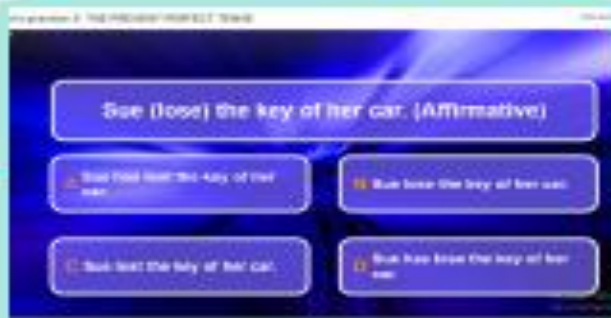 THE PRESENT PERFECT TENSE
Sue (lose) the key of her car. (Affirmative)
A Sue has lost the key of her
car.
B Sue lose the key of her car.
C Sue lost the key of her car.
D Sue has lose the key of her
car.